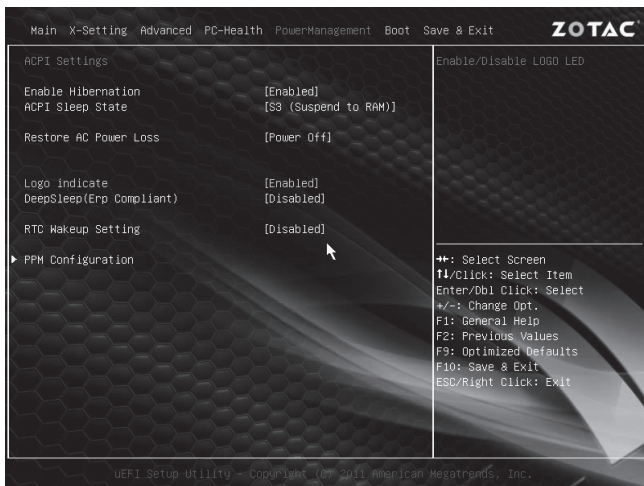 Main X-Setting Advanced PC-Health PowerManagement Boot Save & Exit
ZOTAC
ACPI Settings
Enable Hibernation [Enabled]
ACPI Sleep State [S3 (Suspend to RAM)]
Restore AC Power Loss [Power Off]
Logo indicate [Enabled]
DeepSleep(Erp Compliant) [Disabled]
RTC Wakeup Setting [Disabled]
PPM Configuration
Enable/Disable LOGO LED
→←: Select Screen
↑↓/Click: Select Item
Enter/Dbl Click: Select
+/-: Change Opt.
F1: General Help
F2: Previous Values
F9: Optimized Defaults
F10: Save & Exit
ESC/Right Click: Exit
UEFI Setup Utility - Copyright (C) 2011 American Megatrends, Inc.